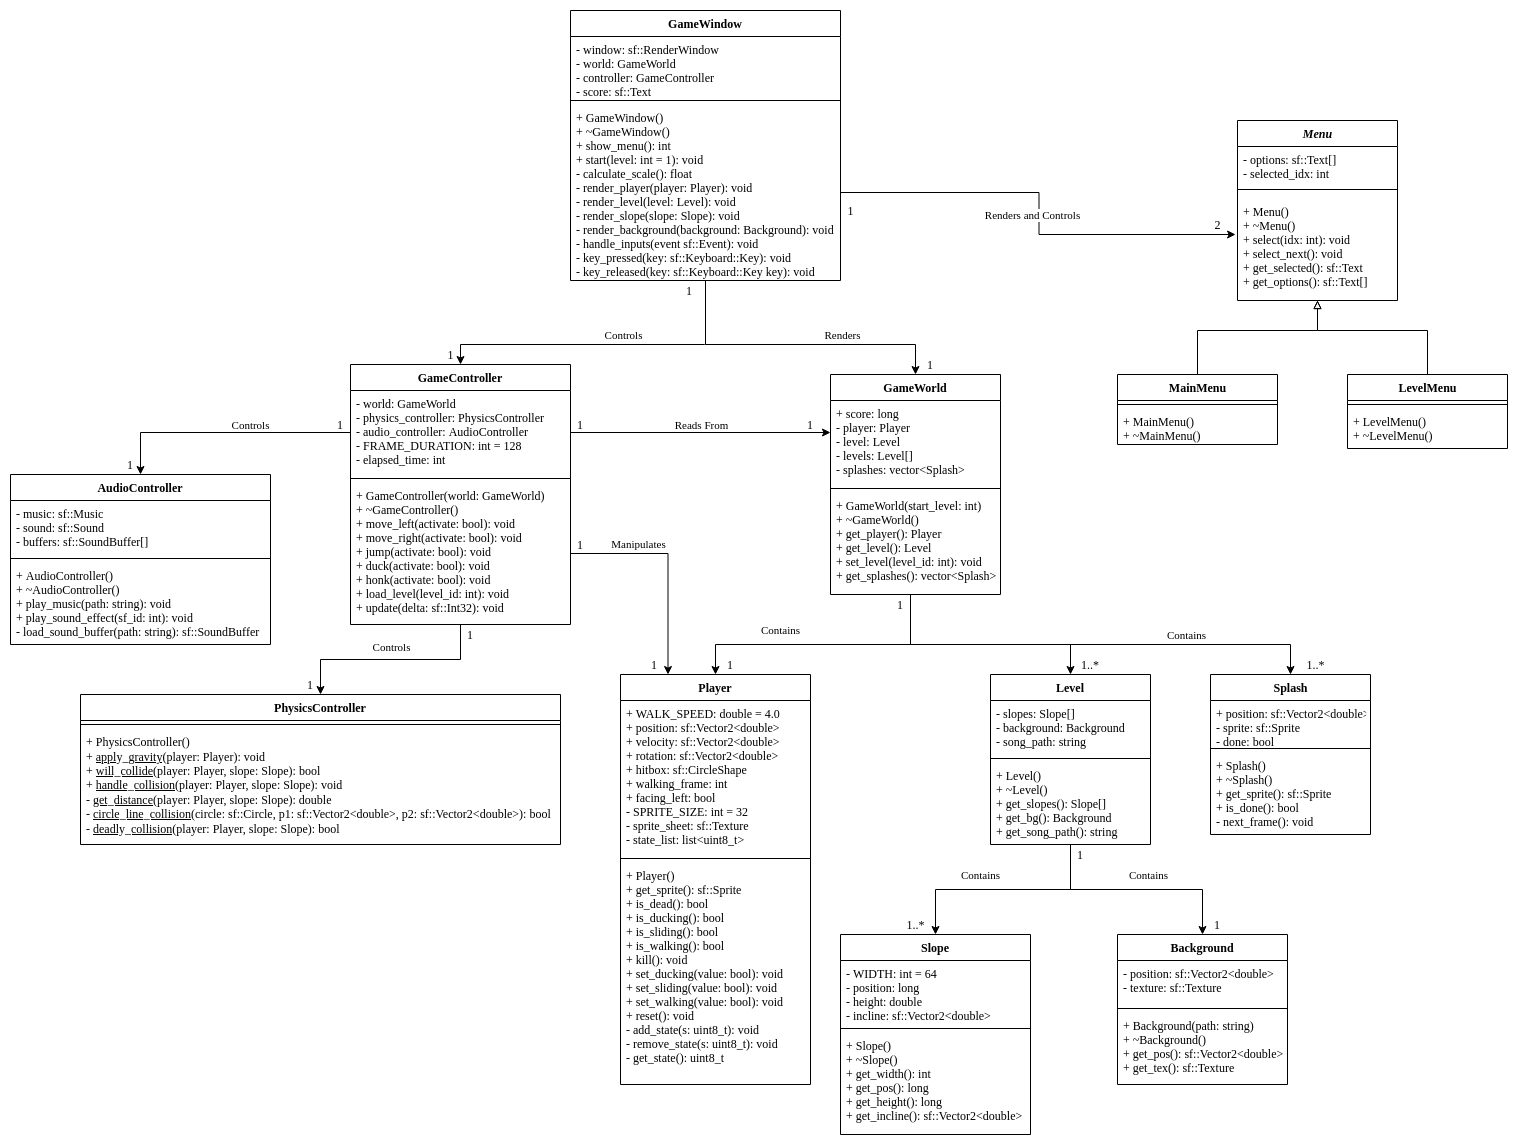 GameWindow
- window: sf::RenderWindow
- world: GameWorld
- controller: GameController
- score: sf::Text
+ GameWindow()
+ ~GameWindow()
+ show_menu(): int
+ start(level: int = 1): void
- calculate_scale(): float
- render_player(player: Player): void
- render_level(level: Level): void
- render_slope(slope: Slope): void
- render_background(background: Background): void
- handle_inputs(event sf::Event): void
- key_pressed(key: sf::Keyboard::Key): void
- key_released(key: sf::Keyboard::Key key): void
1
Renders and Controls
2
Menu
- options: sf::Text[]
- selected_idx: int
+ Menu()
+ ~Menu()
+ select(idx: int): void
+ select_next(): void
+ get_selected(): sf::Text
+ get_options(): sf::Text[]
MainMenu
+ MainMenu()
+ ~MainMenu()
LevelMenu
+ LevelMenu()
+ ~LevelMenu()
1
Controls
Renders
1
1
GameController
- world: GameWorld
- physics_controller: PhysicsController
- audio_controller: AudioController
- FRAME_DURATION: int = 128
- elapsed_time: int
+ GameController(world: GameWorld)
+ ~GameController()
+ move_left(activate: bool): void
+ move_right(activate: bool): void
+ jump(activate: bool): void
+ duck(activate: bool): void
+ honk(activate: bool): void
+ load_level(level_id: int): void
+ update(delta: sf::Int32): void
1
Reads From
1
GameWorld
+ score: long
- player: Player
- level: Level
- levels: Level[]
- splashes: vector<Splash>
+ GameWorld(start_level: int)
+ ~GameWorld()
+ get_player(): Player
+ get_level(): Level
+ set_level(level_id: int): void
+ get_splashes(): vector<Splash>
Controls
1
1
AudioController
- music: sf::Music
- sound: sf::Sound
- buffers: sf::SoundBuffer[]
+ AudioController()
+ ~AudioController()
+ play_music(path: string): void
+ play_sound_effect(sf_id: int): void
- load_sound_buffer(path: string): sf::SoundBuffer
1
Manipulates
1
1
Controls
1
PhysicsController
+ PhysicsController()
+ apply_gravity(player: Player): void
+ will_collide(player: Player, slope: Slope): bool
+ handle_collision(player: Player, slope: Slope): void
- get_distance(player: Player, slope: Slope): double
- circle_line_collision(circle: sf::Circle, p1: sf::Vector2<double>, p2: sf::Vector2<double>): bool
- deadly_collision(player: Player, slope: Slope): bool
1
Contains
Contains
1
1..*
1..*
Player
+ WALK_SPEED: double = 4.0
+ position: sf::Vector2<double>
+ velocity: sf::Vector2<double>
+ rotation: sf::Vector2<double>
+ hitbox: sf::CircleShape
+ walking_frame: int
+ facing_left: bool
- SPRITE_SIZE: int = 32
- sprite_sheet: sf::Texture
- state_list: list<uint8_t>
+ Player()
+ get_sprite(): sf::Sprite
+ is_dead(): bool
+ is_ducking(): bool
+ is_sliding(): bool
+ is_walking(): bool
+ kill(): void
+ set_ducking(value: bool): void
+ set_sliding(value: bool): void
+ set_walking(value: bool): void
+ reset(): void
- add_state(s: uint8_t): void
- remove_state(s: uint8_t): void
- get_state(): uint8_t
Level
- slopes: Slope[]
- background: Background
- song_path: string
+ Level()
+ ~Level()
+ get_slopes(): Slope[]
+ get_bg(): Background
+ get_song_path(): string
Splash
+ position: sf::Vector2<double>
- sprite: sf::Sprite
- done: bool
+ Splash()
+ ~Splash()
+ get_sprite(): sf::Sprite
+ is_done(): bool
- next_frame(): void
1
Contains
Contains
1..*
1
Slope
- WIDTH: int = 64
- position: long
- height: double
- incline: sf::Vector2<double>
+ Slope()
+ ~Slope()
+ get_width(): int
+ get_pos(): long
+ get_height(): long
+ get_incline(): sf::Vector2<double>
Background
- position: sf::Vector2<double>
- texture: sf::Texture
+ Background(path: string)
+ ~Background()
+ get_pos(): sf::Vector2<double>
+ get_tex(): sf::Texture